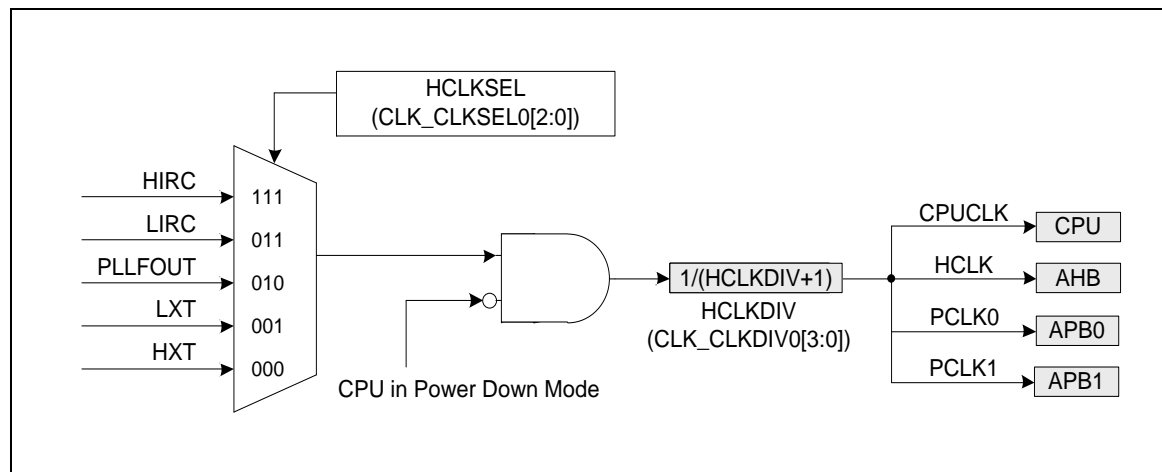 HCLKSEL
(CLK_CLKSEL0[2:0])
HIRC
111
LIRC
011
PLLFOUT
010
LXT
001
HXT
000
CPU in Power Down Mode
1/(HCLKDIV+1)
HCLKDIV
(CLK_CLKDIV0[3:0])
CPUCLK
CPU
HCLK
AHB
PCLK0
APB0
PCLK1
APB1